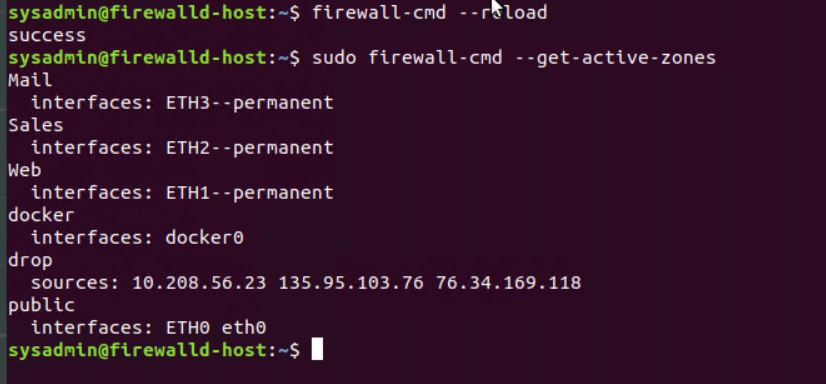 sysadmin@firewalld-host:~$ firewall-cmd --reload
success
sysadmin@firewalld-host:~$ sudo firewall-cmd --get-active-zones
Mail
  interfaces: ETH3--permanent
Sales
  interfaces: ETH2--permanent
Web
  interfaces: ETH1--permanent
docker
  interfaces: docker0
drop
  sources: 10.208.56.23 135.95.103.76 76.34.169.118
public
  interfaces: ETH0 eth0
sysadmin@firewalld-host:~$